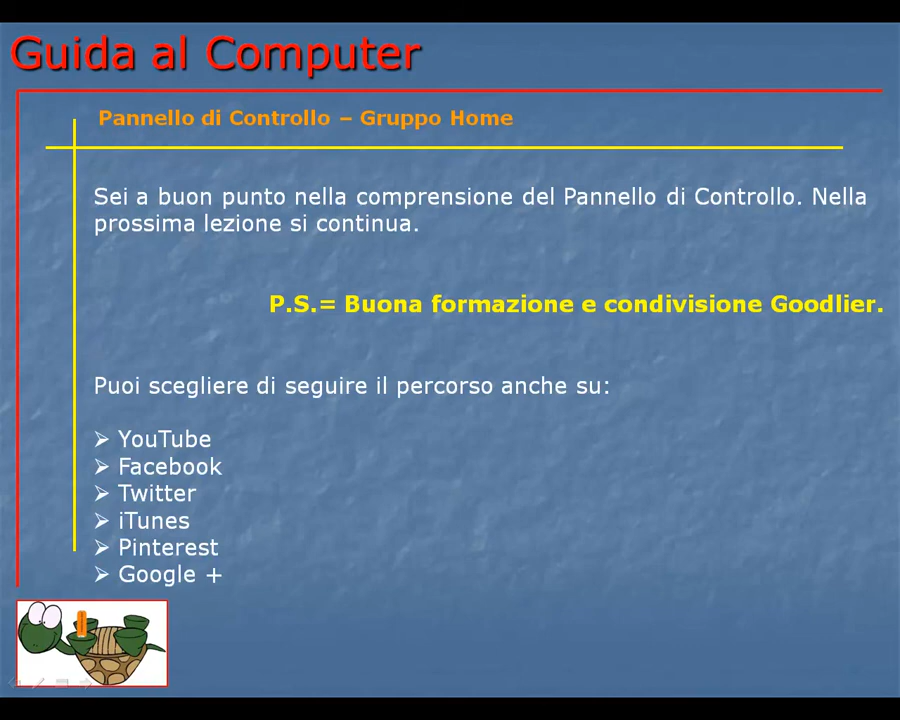 Guida al Computer
Pannello di Controllo – Gruppo Home
Sei a buon punto nella comprensione del Pannello di Controllo. Nella
prossima lezione si continua.
P.S.= Buona formazione e condivisione Goodlier.
Puoi scegliere di seguire il percorso anche su:
➢ YouTube
➢ Facebook
➢ Twitter
➢ iTunes
➢ Pinterest
➢ Google +